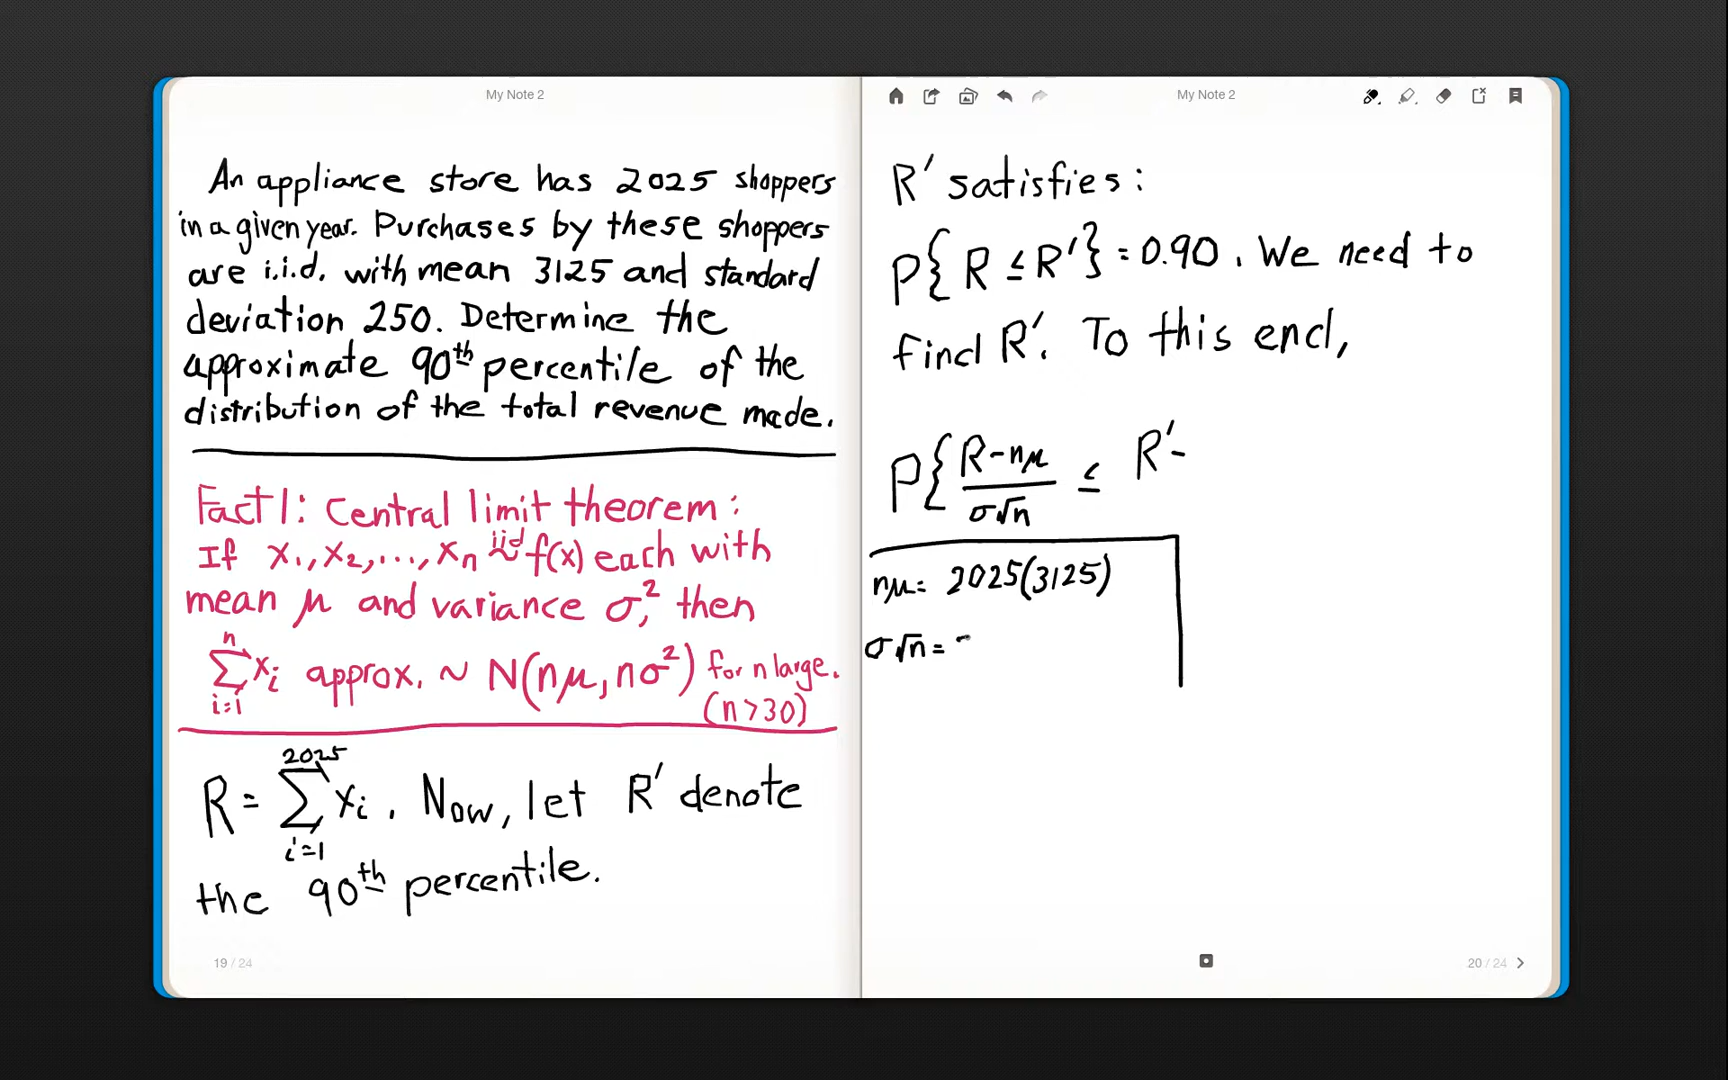 My Note 2
An appliance store has 2025 shoppers
in a given year. Purchases by these shoppers
are i.i.d. with mean 3125 and standard
deviation 250. Determine the
approximate 90th percentile of the
distribution of the total revenue made.
Fact 1: Central limit theorem:
If X₁, X₂, ..., Xn iid~ f(x) each with
mean μ and variance σ², then
n
∑ Xi approx. ~ N(nμ, nσ²) for n large.
i=1 (n>30)
2025
R = ∑ Xi. Now, let R' denote
i=1
the 90th percentile.
19 / 24
My Note 2
R' satisfies:
P{R ≤ R'} = 0.90. We need to
find R'. To this end,
P{(R-nμ)/(σ√n) ≤ R'-
nμ = 2025(3125)
σ√n =
20 / 24